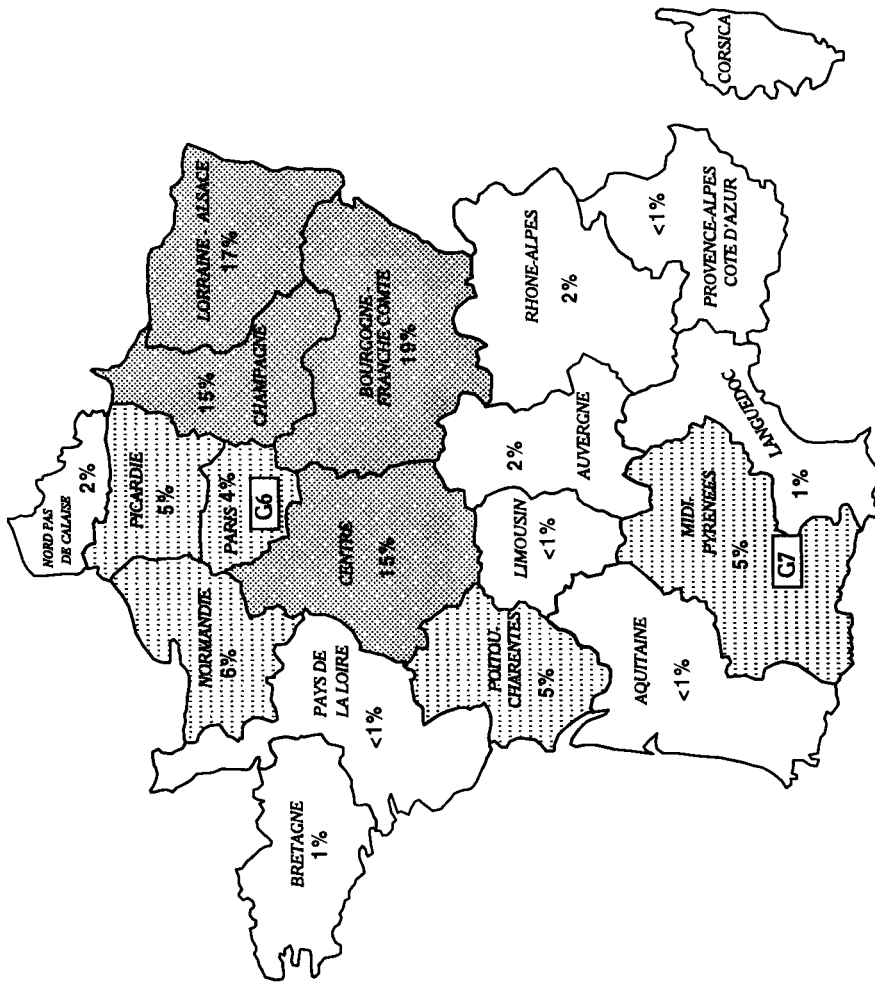 NORD PAS
DE CALAISE
2%
PICARDIE
5%
NORMANDIE
6%
PARIS 4%
G6
CHAMPAGNE
15%
LORRAINE - ALSACE
17%
BRETAGNE
1%
PAYS DE
LA LOIRE
<1%
CENTRE
15%
BOURGOGNE
FRANCHE COMTE
19%
POITOU-
CHARENTES
5%
LIMOUSIN
<1%
AUVERGNE
2%
RHONE-ALPES
2%
AQUITAINE
<1%
MIDI-
PYRENEES
5%
G7
LANGUEDOC
1%
<1%
PROVENCE-ALPES
COTE D'AZUR
CORSICA